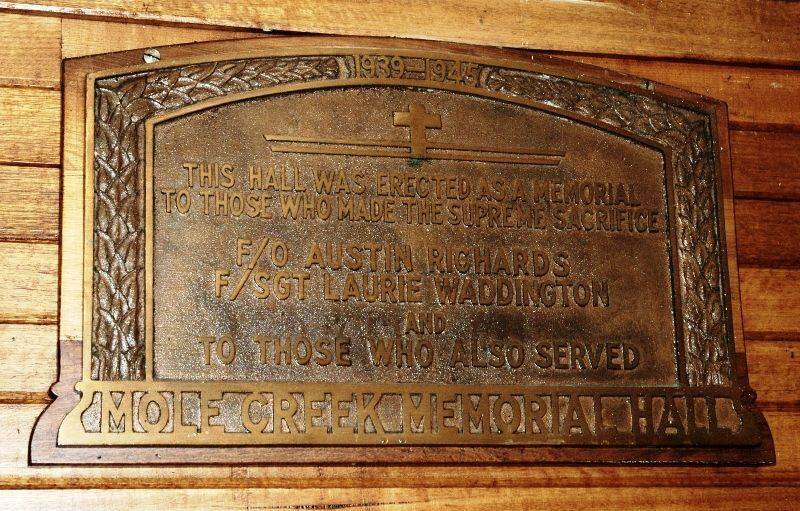 1939–1945
THIS HALL WAS ERECTED AS A MEMORIAL
TO THOSE WHO MADE THE SUPREME SACRIFICE
F/O AUSTIN RICHARDS
F/SGT LAURIE WADDINGTON
AND
TO THOSE WHO ALSO SERVED
MOLE CREEK MEMORIAL HALL